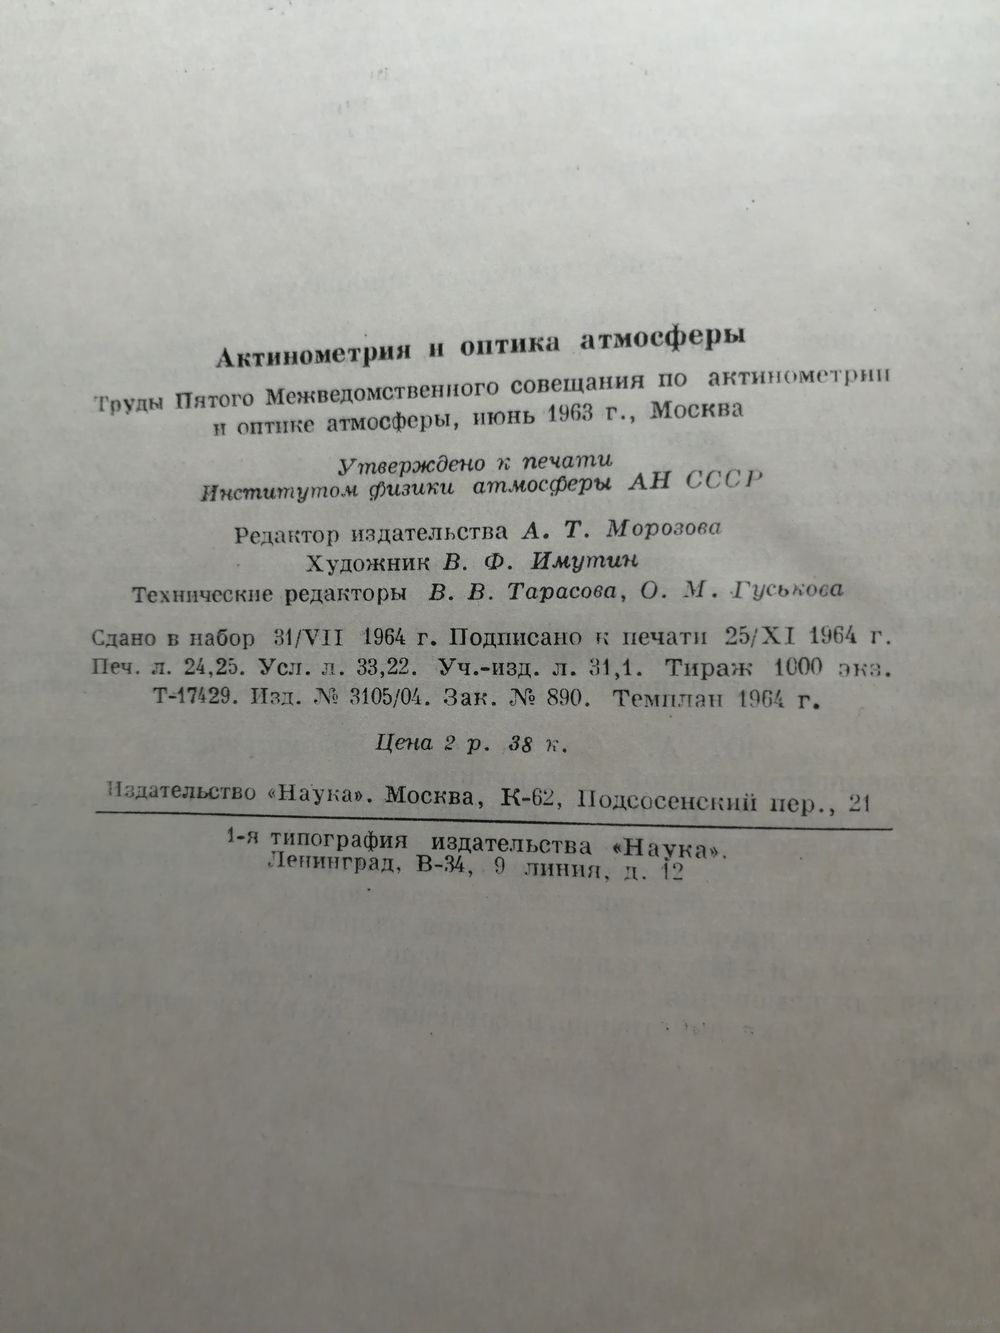 Актинометрия и оптика атмосферы
Труды Пятого Межведомственного совещания по актинометрии
и оптике атмосферы, июнь 1963 г., Москва
Утверждено к печати
Институтом физики атмосферы АН СССР
Редактор издательства А. Т. Морозова
Художник В. Ф. Имутин
Технические редакторы В. В. Тарасова, О. М. Гуськова
Сдано в набор 31/VII 1964 г. Подписано к печати 25/XI 1964 г.
Печ. л. 24,25. Усл. л. 33,22. Уч.-изд. л. 31,1. Тираж 1000 экз.
Т-17429. Изд. № 3105/04. Зак. № 890. Темплан 1964 г.
Цена 2 р. 38 к.
Издательство «Наука». Москва, К-62, Подсосенский пер., 21
1-я типография издательства «Наука».
Ленинград, В-34, 9 линия, д. 12